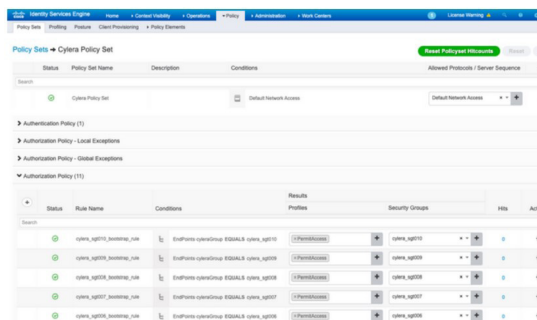 cisco Identity Services Engine Home Context Visibility Operations Policy Administration Work Centers License Warning
Policy Sets Profiling Posture Client Provisioning Policy Elements
Policy Sets → Cylera Policy Set
Reset Policyset Hitcounts Reset
Status Policy Set Name Description Conditions Allowed Protocols / Server Sequence
Search
Cylera Policy Set Default Network Access Default Network Access
Authentication Policy (1)
Authorization Policy - Local Exceptions
Authorization Policy - Global Exceptions
Authorization Policy (11)
Results
Status Rule Name Conditions Profiles Security Groups Hits
Search
cylera_sgt010_bootstrap_rule EndPoints·cyleraGroup EQUALS cylera_sgt010 PermitAccess cylera_sgt010 0
cylera_sgt009_bootstrap_rule EndPoints·cyleraGroup EQUALS cylera_sgt009 PermitAccess cylera_sgt009 0
cylera_sgt008_bootstrap_rule EndPoints·cyleraGroup EQUALS cylera_sgt008 PermitAccess cylera_sgt008 0
cylera_sgt007_bootstrap_rule EndPoints·cyleraGroup EQUALS cylera_sgt007 PermitAccess cylera_sgt007 0
cylera_sgt006_bootstrap_rule EndPoints·cyleraGroup EQUALS cylera_sgt006 PermitAccess cylera_sgt006 0